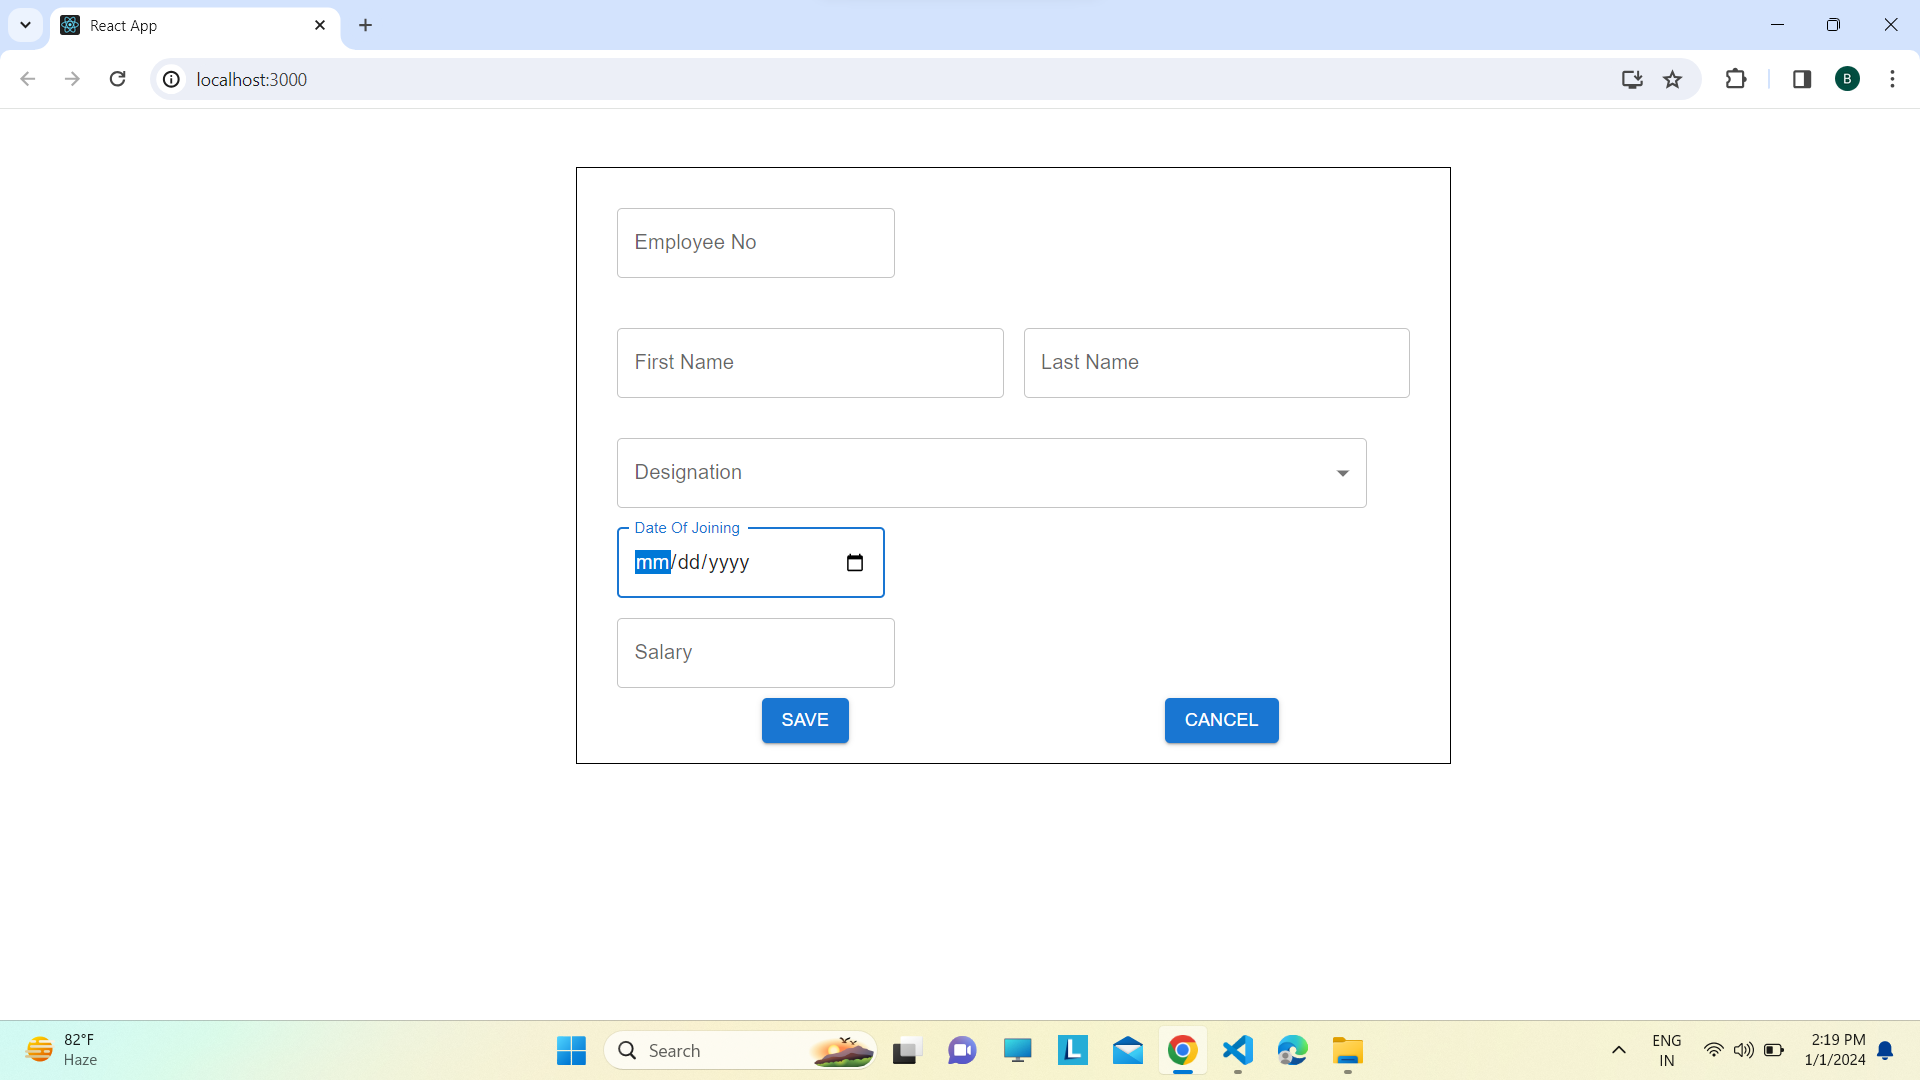 React App
localhost:3000
B
Employee No
First Name
Last Name
Designation
Date Of Joining
mm/dd/yyyy
Salary
SAVE
CANCEL
82°F
Haze
Search
L
ENG
IN
2:19 PM
1/1/2024